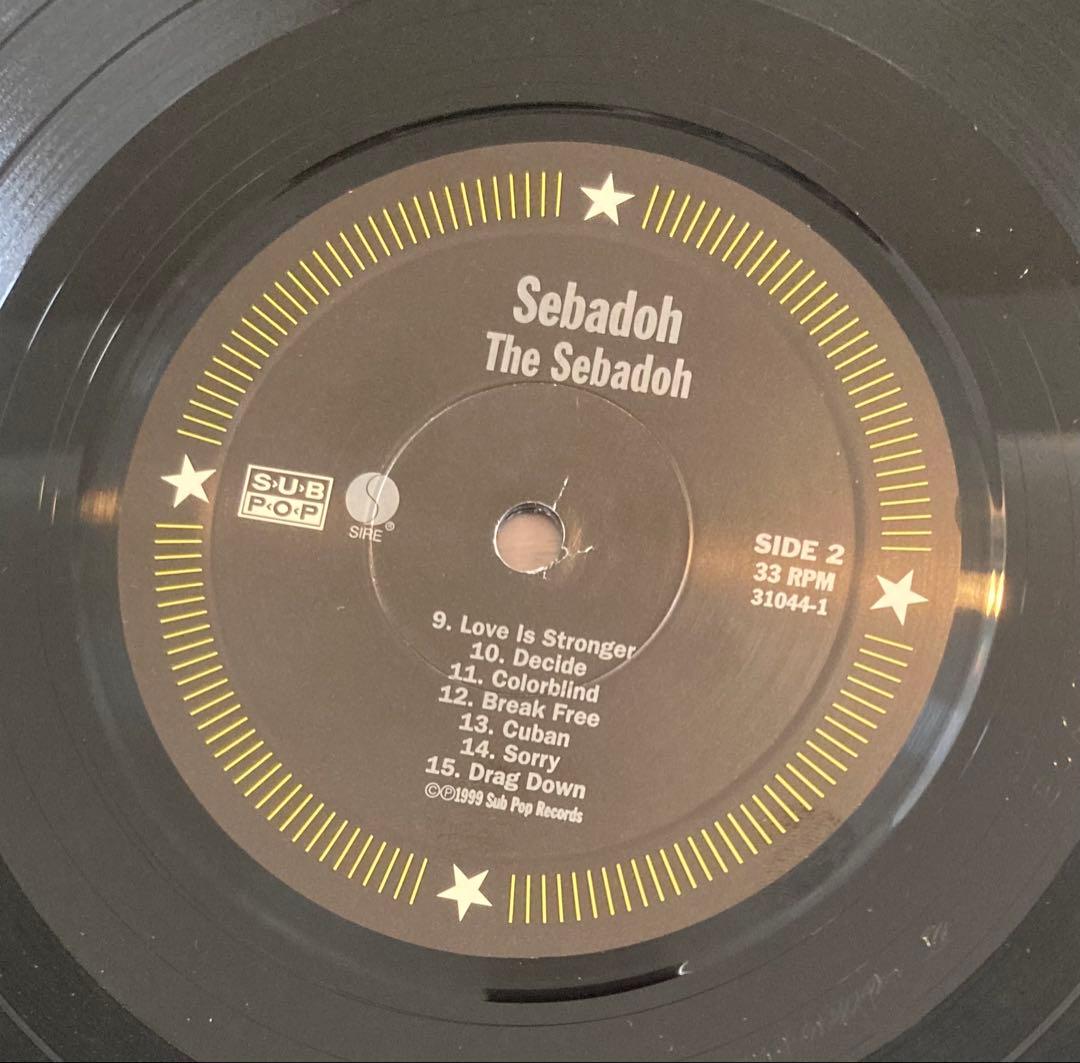 Sebadoh
The Sebadoh
S›U›B
P‹O‹P
S
SIRE®
SIDE 2
33 RPM
31044-1
9. Love Is Stronger
10. Decide
11. Colorblind
12. Break Free
13. Cuban
14. Sorry
15. Drag Down
©℗1999 Sub Pop Records